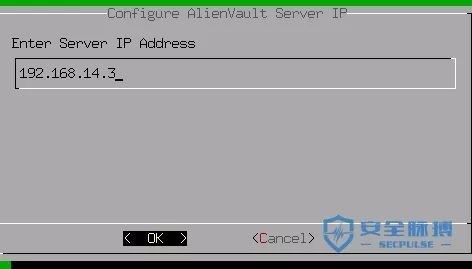 Configure AlienVault Server IP
Enter Server IP Address
192.168.14.3_
< OK > <Cancel>
安全脉搏
SECPULSE